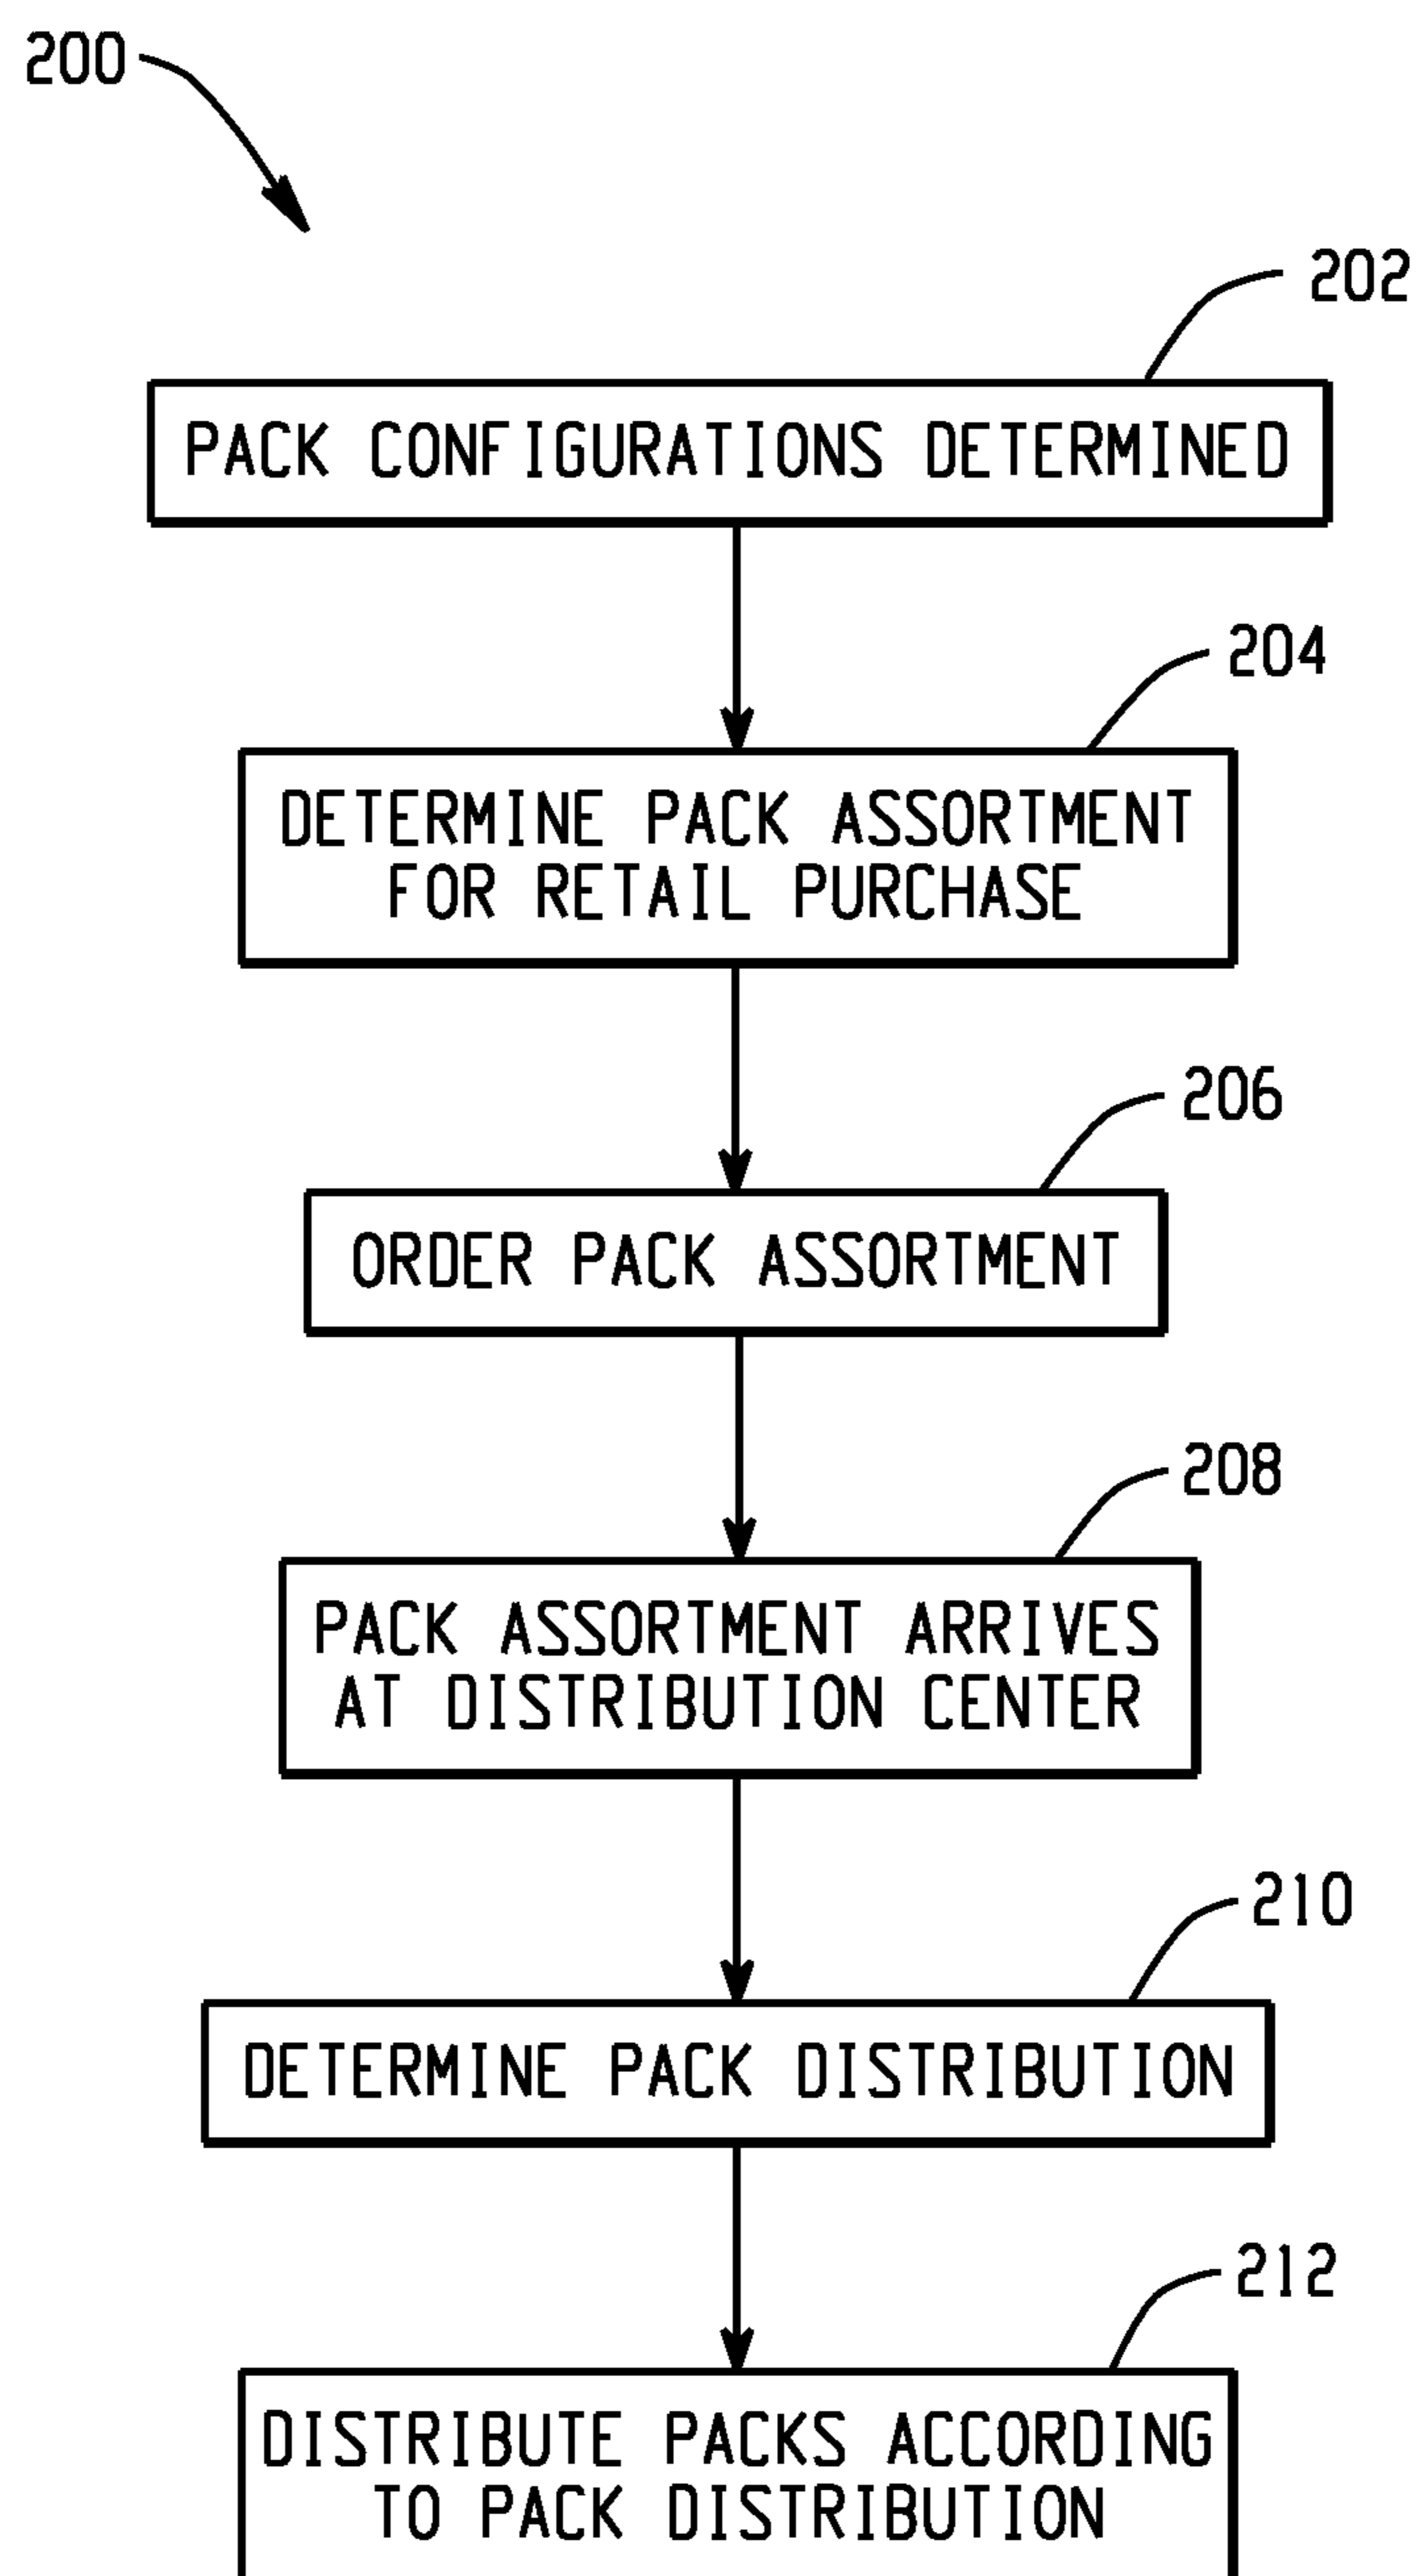 200
202
PACK CONFIGURATIONS DETERMINED
204
DETERMINE PACK ASSORTMENT
FOR RETAIL PURCHASE
206
ORDER PACK ASSORTMENT
208
PACK ASSORTMENT ARRIVES
AT DISTRIBUTION CENTER
210
DETERMINE PACK DISTRIBUTION
212
DISTRIBUTE PACKS ACCORDING
TO PACK DISTRIBUTION